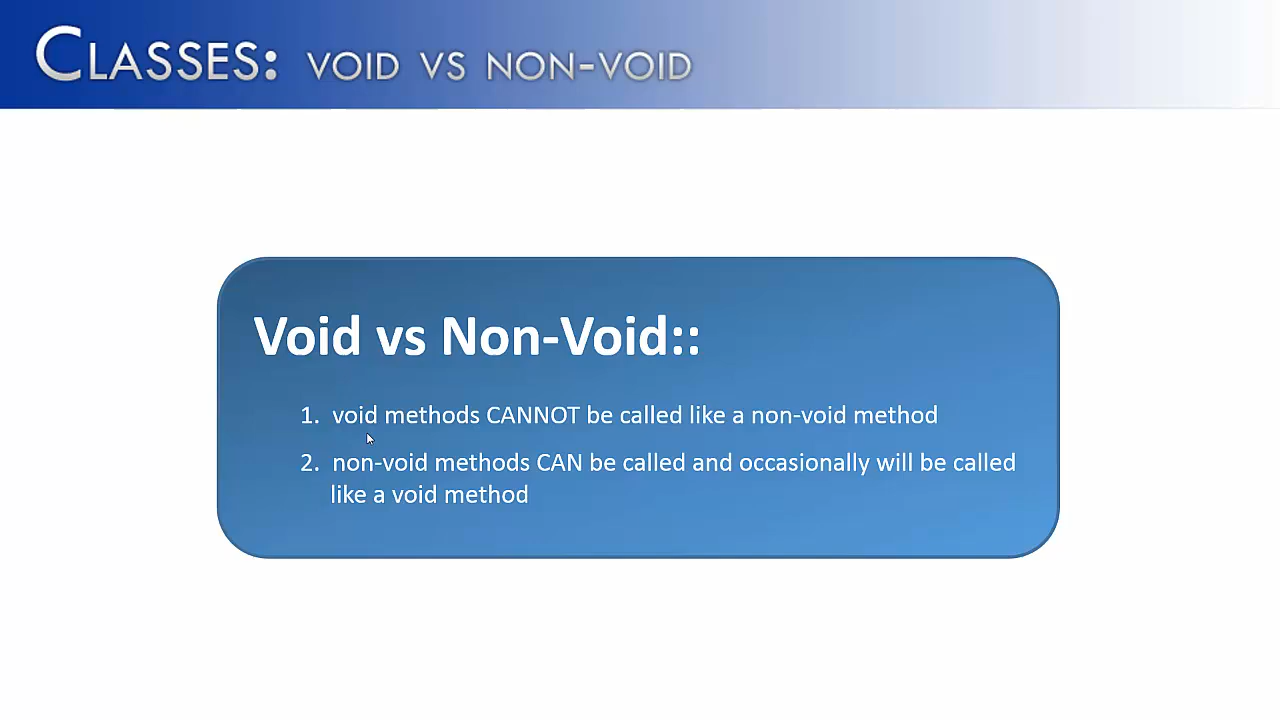 CLASSES: VOID VS NON-VOID
Void vs Non-Void::
1. void methods CANNOT be called like a non-void method
2. non-void methods CAN be called and occasionally will be called
like a void method